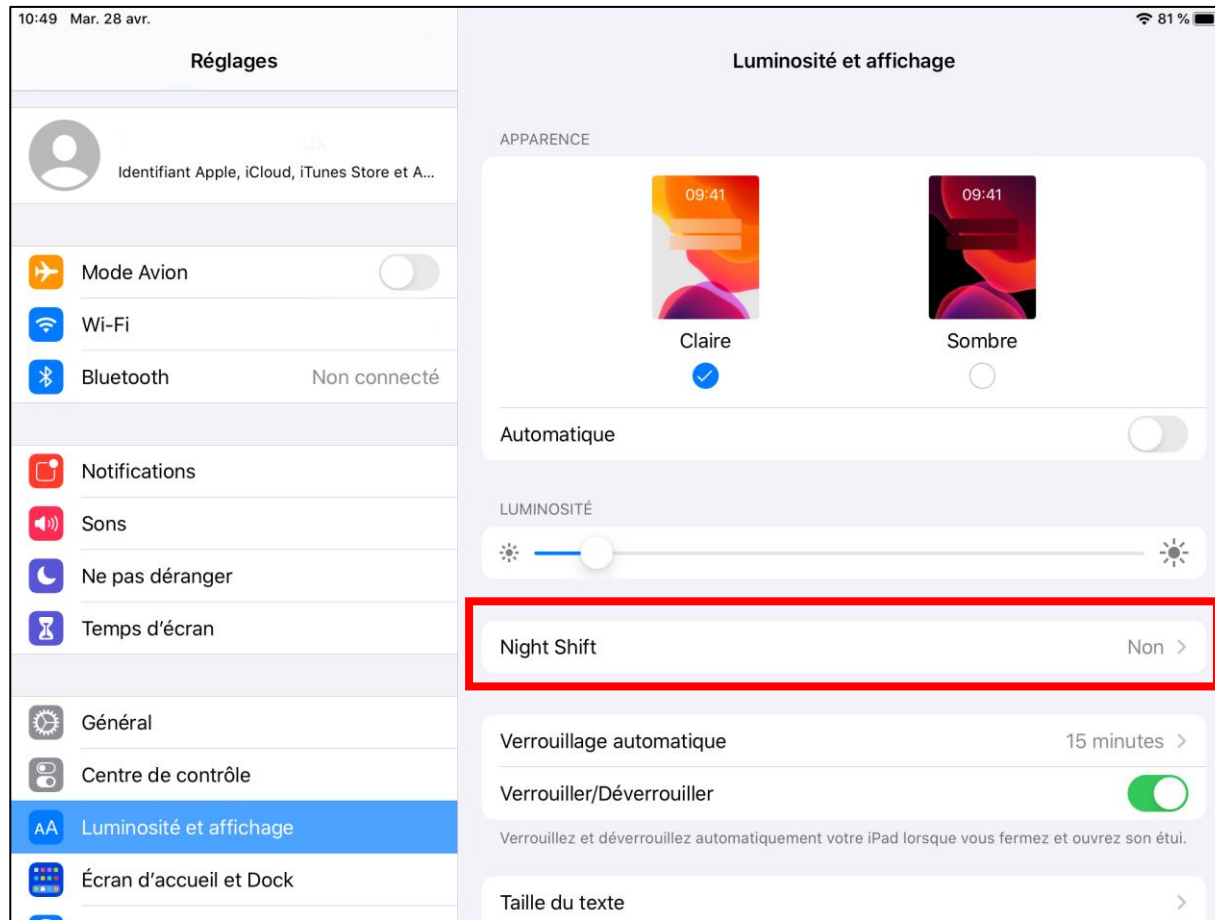 10:49 Mar. 28 avr.
81 %
Réglages
Identifiant Apple, iCloud, iTunes Store et A...
Mode Avion
Wi-Fi
Bluetooth Non connecté
Notifications
Sons
Ne pas déranger
Temps d'écran
Général
Centre de contrôle
AA Luminosité et affichage
Écran d'accueil et Dock
Luminosité et affichage
APPARENCE
09:41 09:41
Claire Sombre
Automatique
LUMINOSITÉ
Night Shift Non
Verrouillage automatique 15 minutes
Verrouiller/Déverrouiller
Verrouillez et déverrouillez automatiquement votre iPad lorsque vous fermez et ouvrez son étui.
Taille du texte